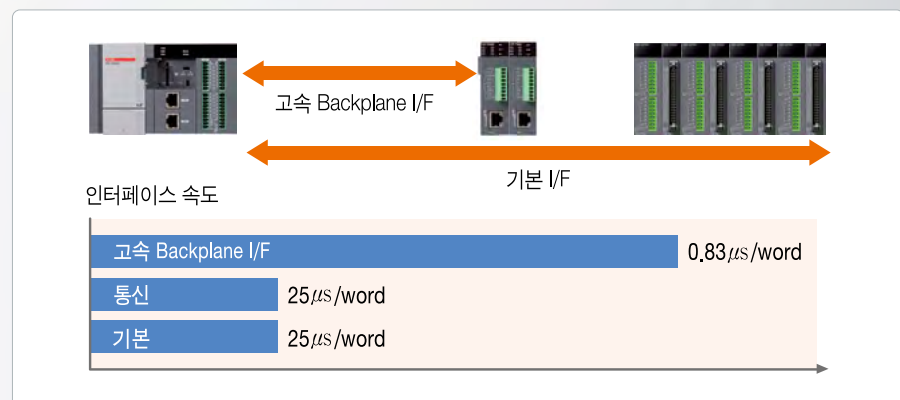 고속 Backplane I/F
기본 I/F
인터페이스 속도
고속 Backplane I/F 0.83μs/word
통신 25μs/word
기본 25μs/word